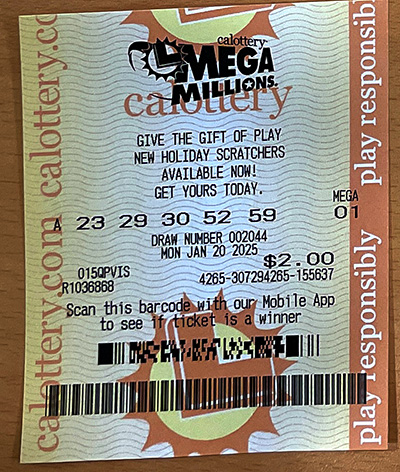 calottery
MEGA
MILLIONS
calottery
GIVE THE GIFT OF PLAY
NEW HOLIDAY SCRATCHERS
AVAILABLE NOW!
GET YOURS TODAY.
MEGA
A 23 29 30 52 59 01
DRAW NUMBER 002044
MON JAN 20 2025
$2.00
015QPVIS 4265-307294265-155637
R1036868
Scan this barcode with our Mobile App
to see if ticket is a winner
calottery.com calottery.com
play responsibly play responsibly